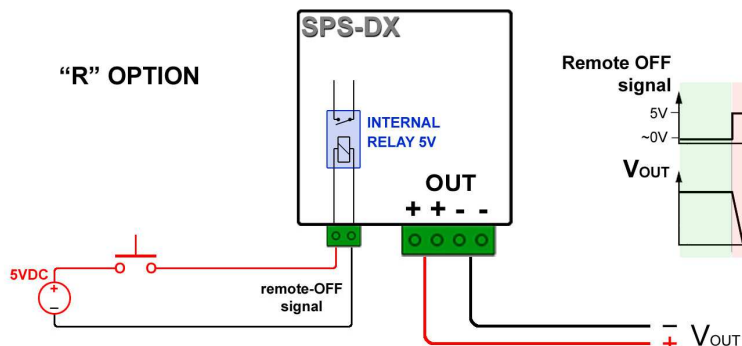 SPS-DX
“R” OPTION
INTERNAL
RELAY 5V
OUT
+ + - -
Remote OFF
signal
5V
~0V
VOUT
5VDC
+
−
remote-OFF
signal
−
+ VOUT